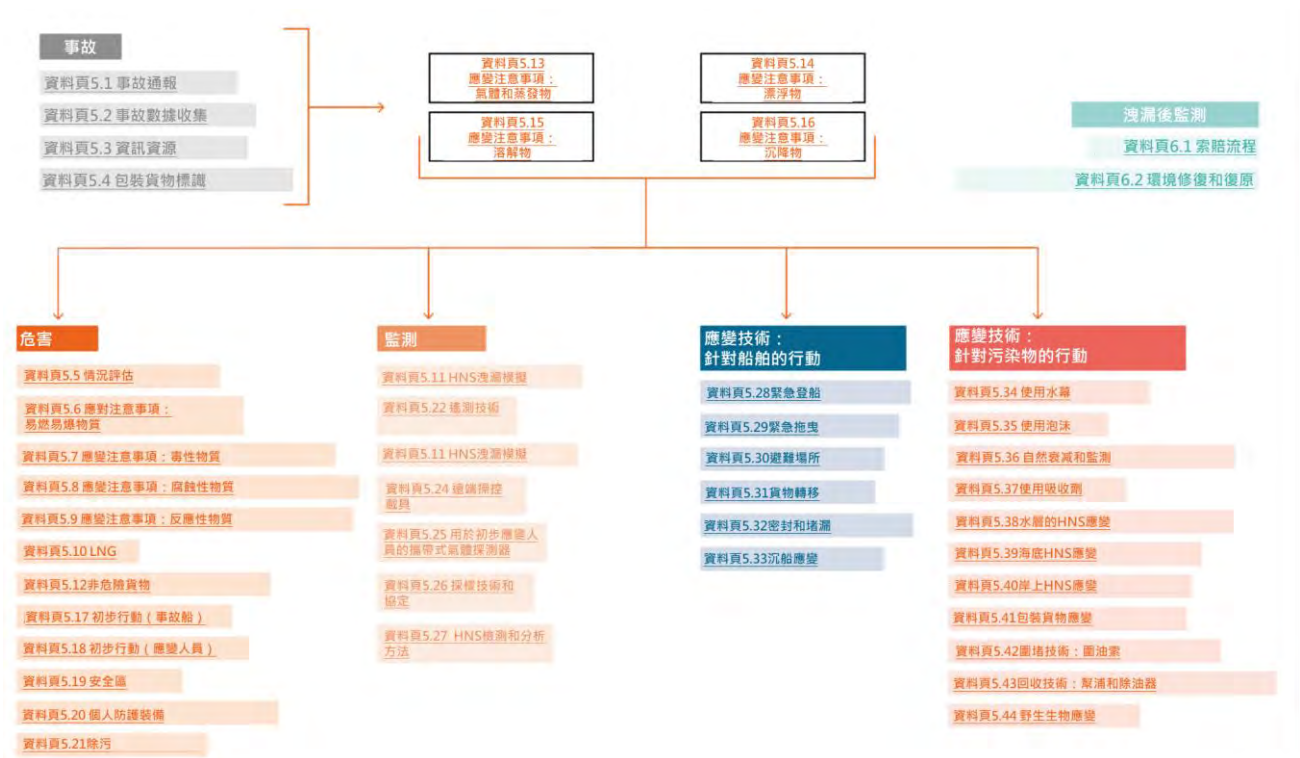 事故
資料頁5.1 事故通報
資料頁5.2 事故數據收集
資料頁5.3 資訊資源
資料頁5.4 包裝貨物標識
資料頁5.13
應變注意事項：
氣體和蒸發物
資料頁5.14
應變注意事項：
漂浮物
資料頁5.15
應變注意事項：
溶解物
資料頁5.16
應變注意事項：
沉降物
洩漏後監測
資料頁6.1 索賠流程
資料頁6.2 環境修復和復原
危害
資料頁5.5 情況評估
資料頁5.6 應對注意事項：
易燃易爆物質
資料頁5.7 應變注意事項：毒性物質
資料頁5.8 應變注意事項：腐蝕性物質
資料頁5.9 應變注意事項：反應性物質
資料頁5.10 LNG
資料頁5.12非危險貨物
資料頁5.17 初步行動（事故船）
資料頁5.18 初步行動（應變人員）
資料頁5.19 安全區
資料頁5.20 個人防護裝備
資料頁5.21除污
監測
資料頁5.11 HNS洩漏模擬
資料頁5.22 遙測技術
資料頁5.11 HNS洩漏模擬
資料頁5.24 遠端操控
載具
資料頁5.25 用於初步應變人
員的攜帶式氣體探測器
資料頁5.26 採樣技術和
協定
資料頁5.27 HNS檢測和分析
方法
應變技術：
針對船舶的行動
資料頁5.28緊急登船
資料頁5.29緊急拖曳
資料頁5.30避難場所
資料頁5.31貨物轉移
資料頁5.32密封和堵漏
資料頁5.33沉船應變
應變技術：
針對污染物的行動
資料頁5.34 使用水幕
資料頁5.35 使用泡沫
資料頁5.36 自然衰減和監測
資料頁5.37使用吸收劑
資料頁5.38水層的HNS應變
資料頁5.39海底HNS應變
資料頁5.40岸上HNS應變
資料頁5.41包裝貨物應變
資料頁5.42圍堵技術：圍油索
資料頁5.43回收技術：幫浦和除油器
資料頁5.44 野生生物應變